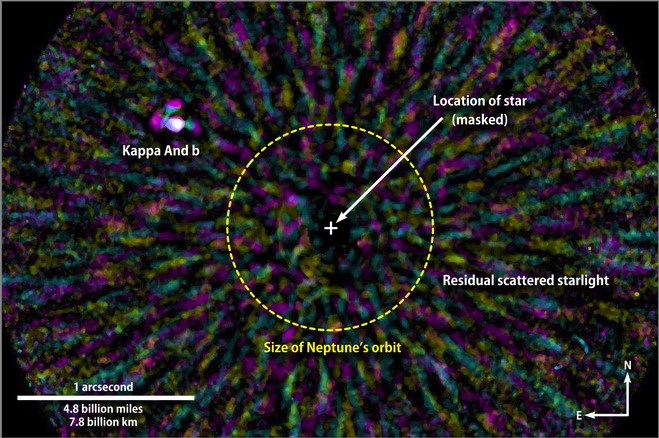 Location of star
(masked)
Kappa And b
Residual scattered starlight
Size of Neptune's orbit
1 arcsecond
4.8 billion miles
7.8 billion km
N
E